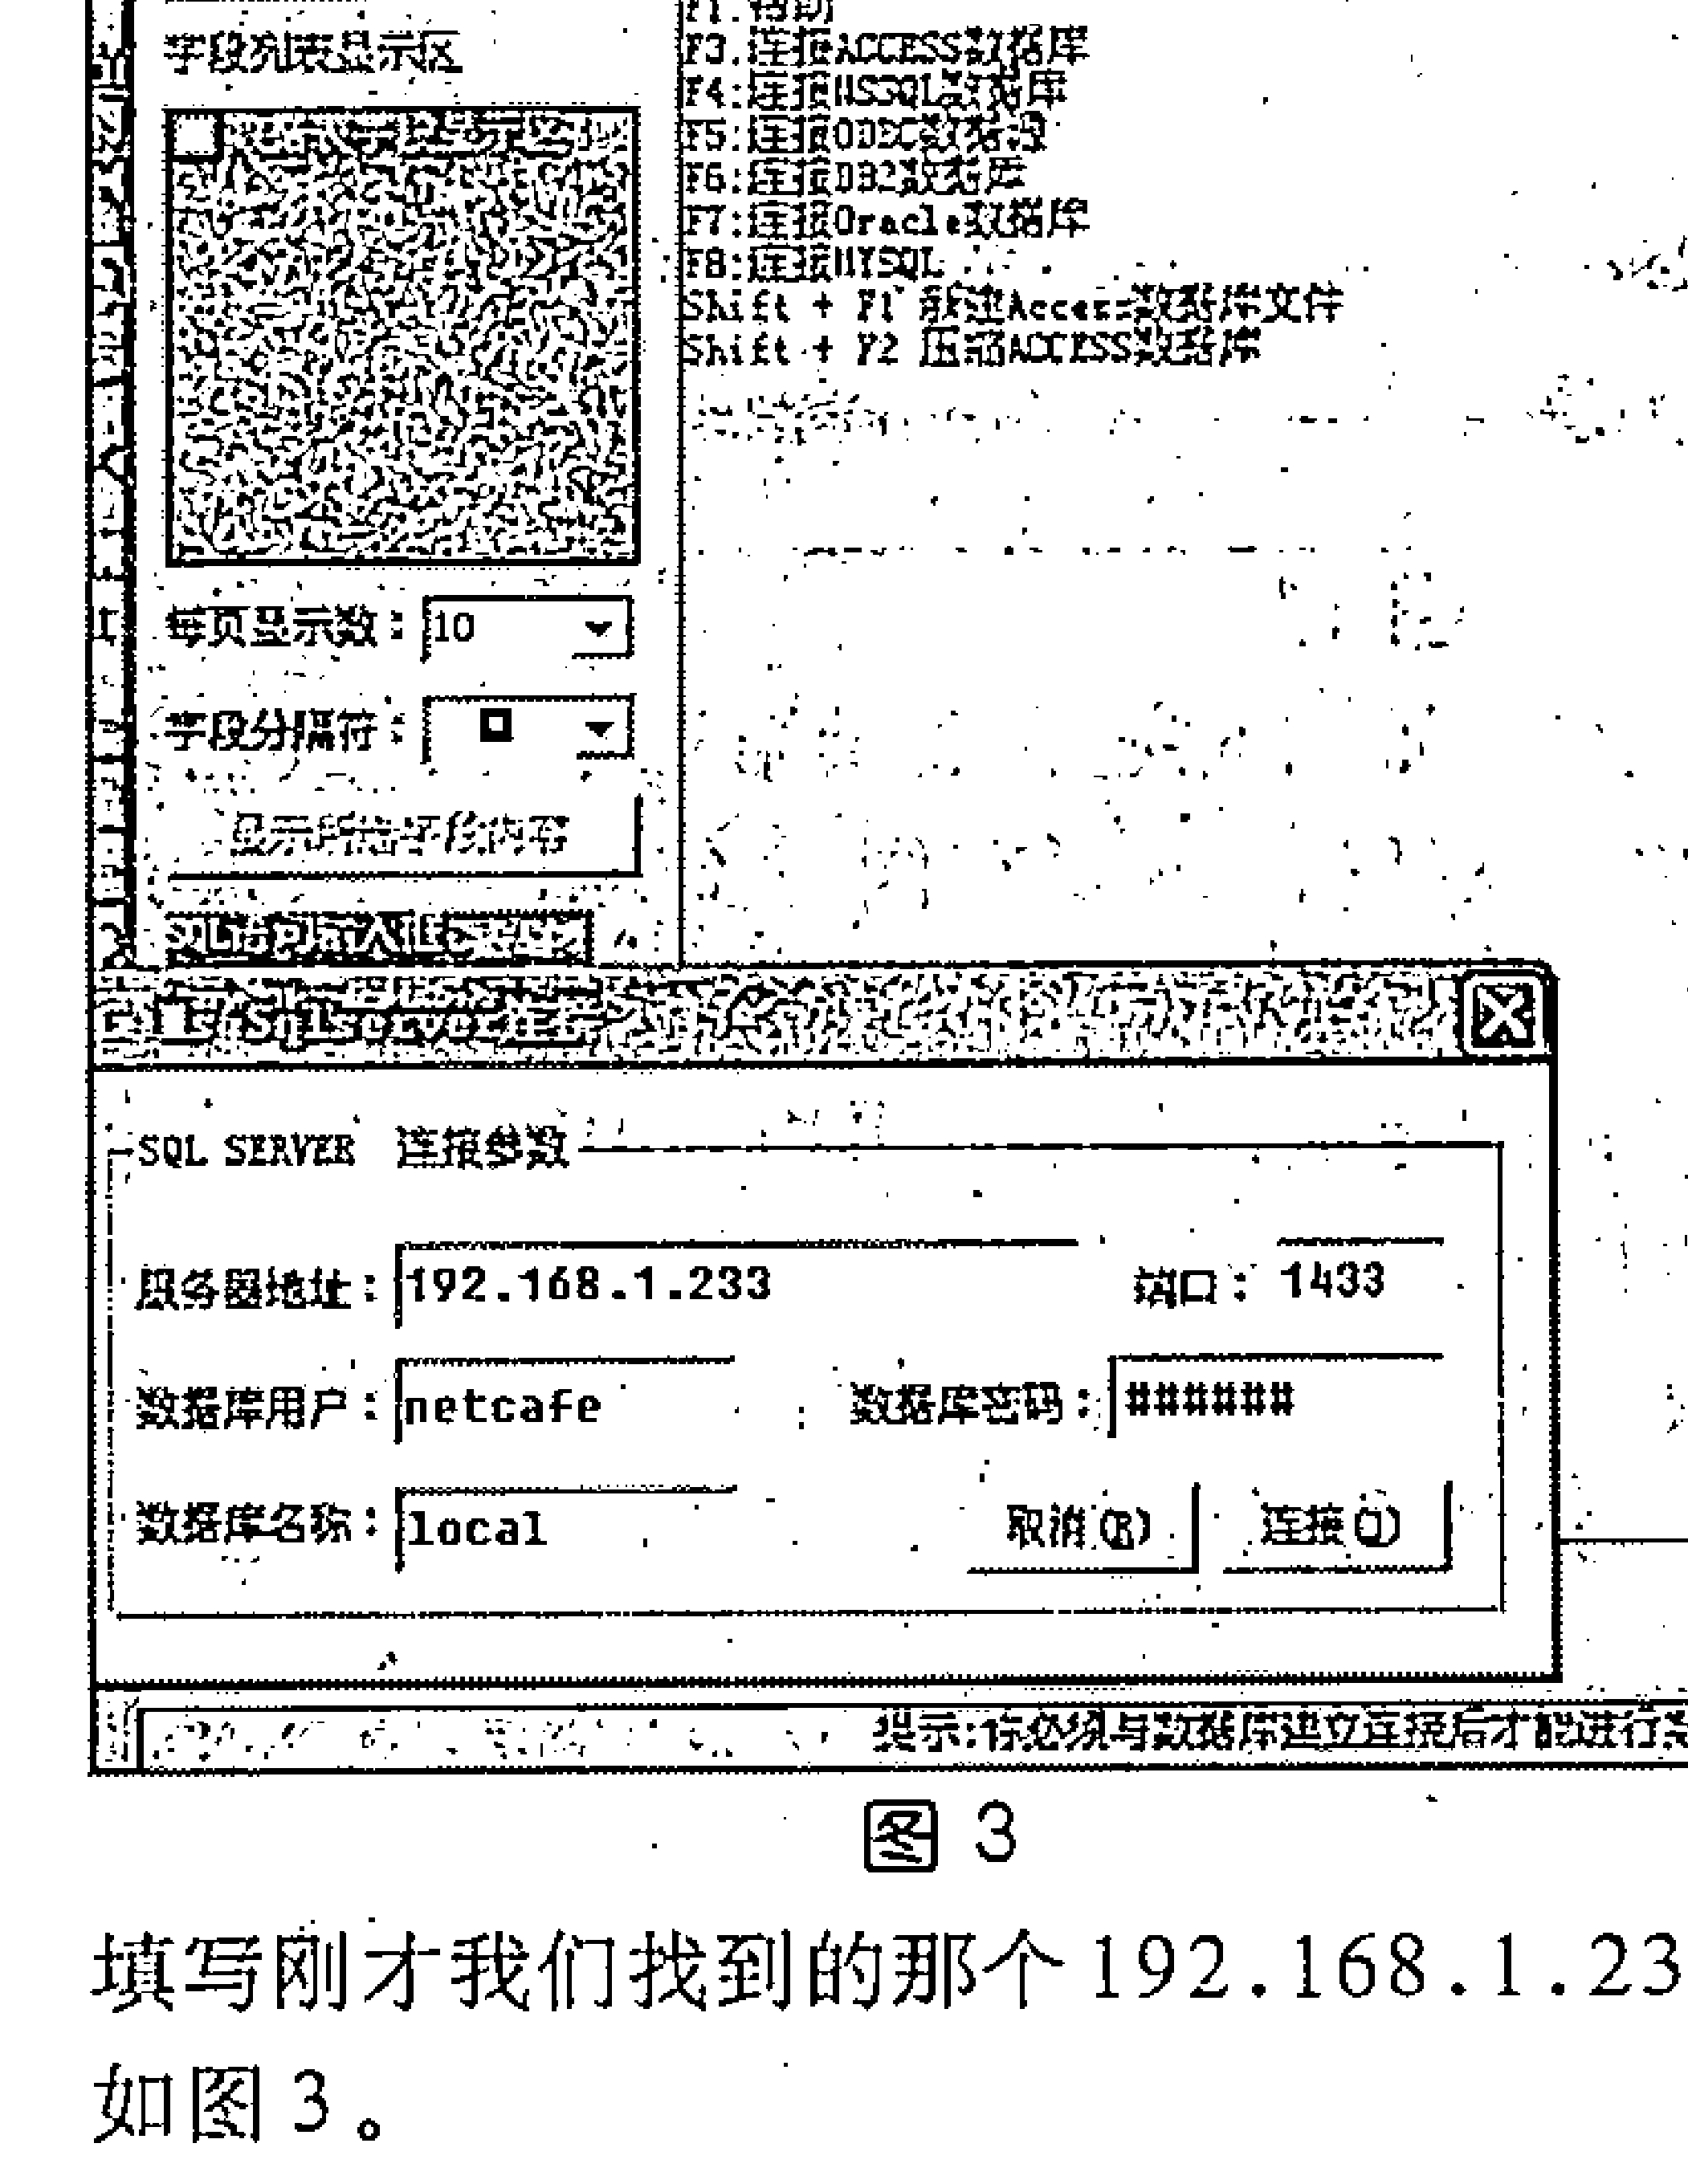 F1:帮助
字段列表显示区
F3:连接ACCESS数据库
F4:连接MSSQL数据库
F5:连接ODBC数据源
F6:连接DB2数据库
F7:连接Oracle数据库
F8:连接MYSQL
Shift + F1 新建Access数据库文件
Shift + F2 压缩ACCESS数据库
每页显示数：10
字段分隔符：
显示所选字段内容
SQL SERVER 连接参数
服务器地址：192.168.1.233 端口：1433
数据库用户：netcafe 数据库密码：######
数据库名称：local 取消(R) 连接(J)
提示:你必须与数据库建立连接后才能进行
图 3
填写刚才我们找到的那个192.168.1.23
如图3。